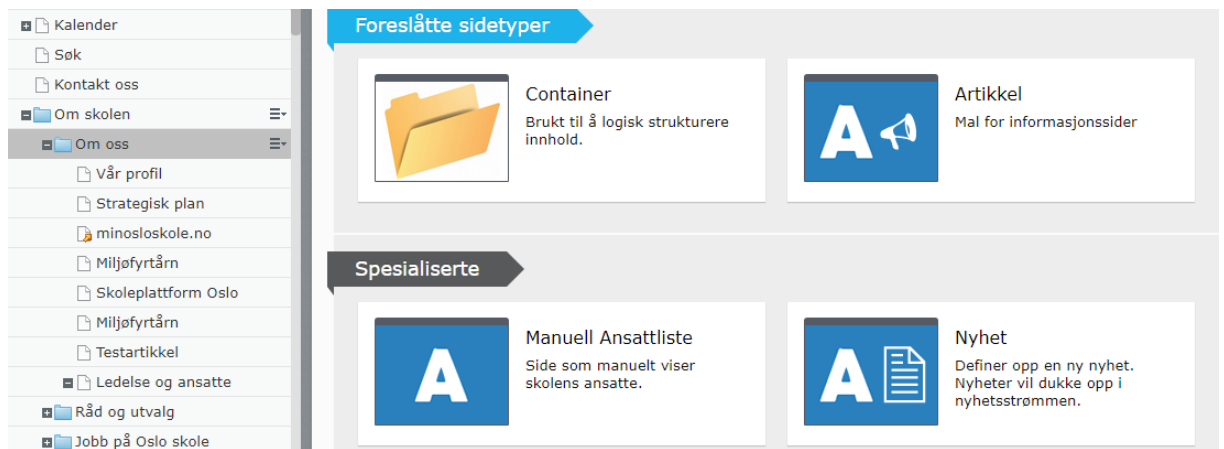 Kalender
Søk
Kontakt oss
Om skolen
Om oss
Vår profil
Strategisk plan
minosloskole.no
Miljøfyrtårn
Skoleplattform Oslo
Miljøfyrtårn
Testartikkel
Ledelse og ansatte
Råd og utvalg
Jobb på Oslo skole
Foreslåtte sidetyper
Container
Brukt til å logisk strukturere
innhold.
A
Artikkel
Mal for informasjonssider
Spesialiserte
A
Manuell Ansattliste
Side som manuelt viser
skolens ansatte.
A
Nyhet
Definer opp en ny nyhet.
Nyheter vil dukke opp i
nyhetsstrømmen.